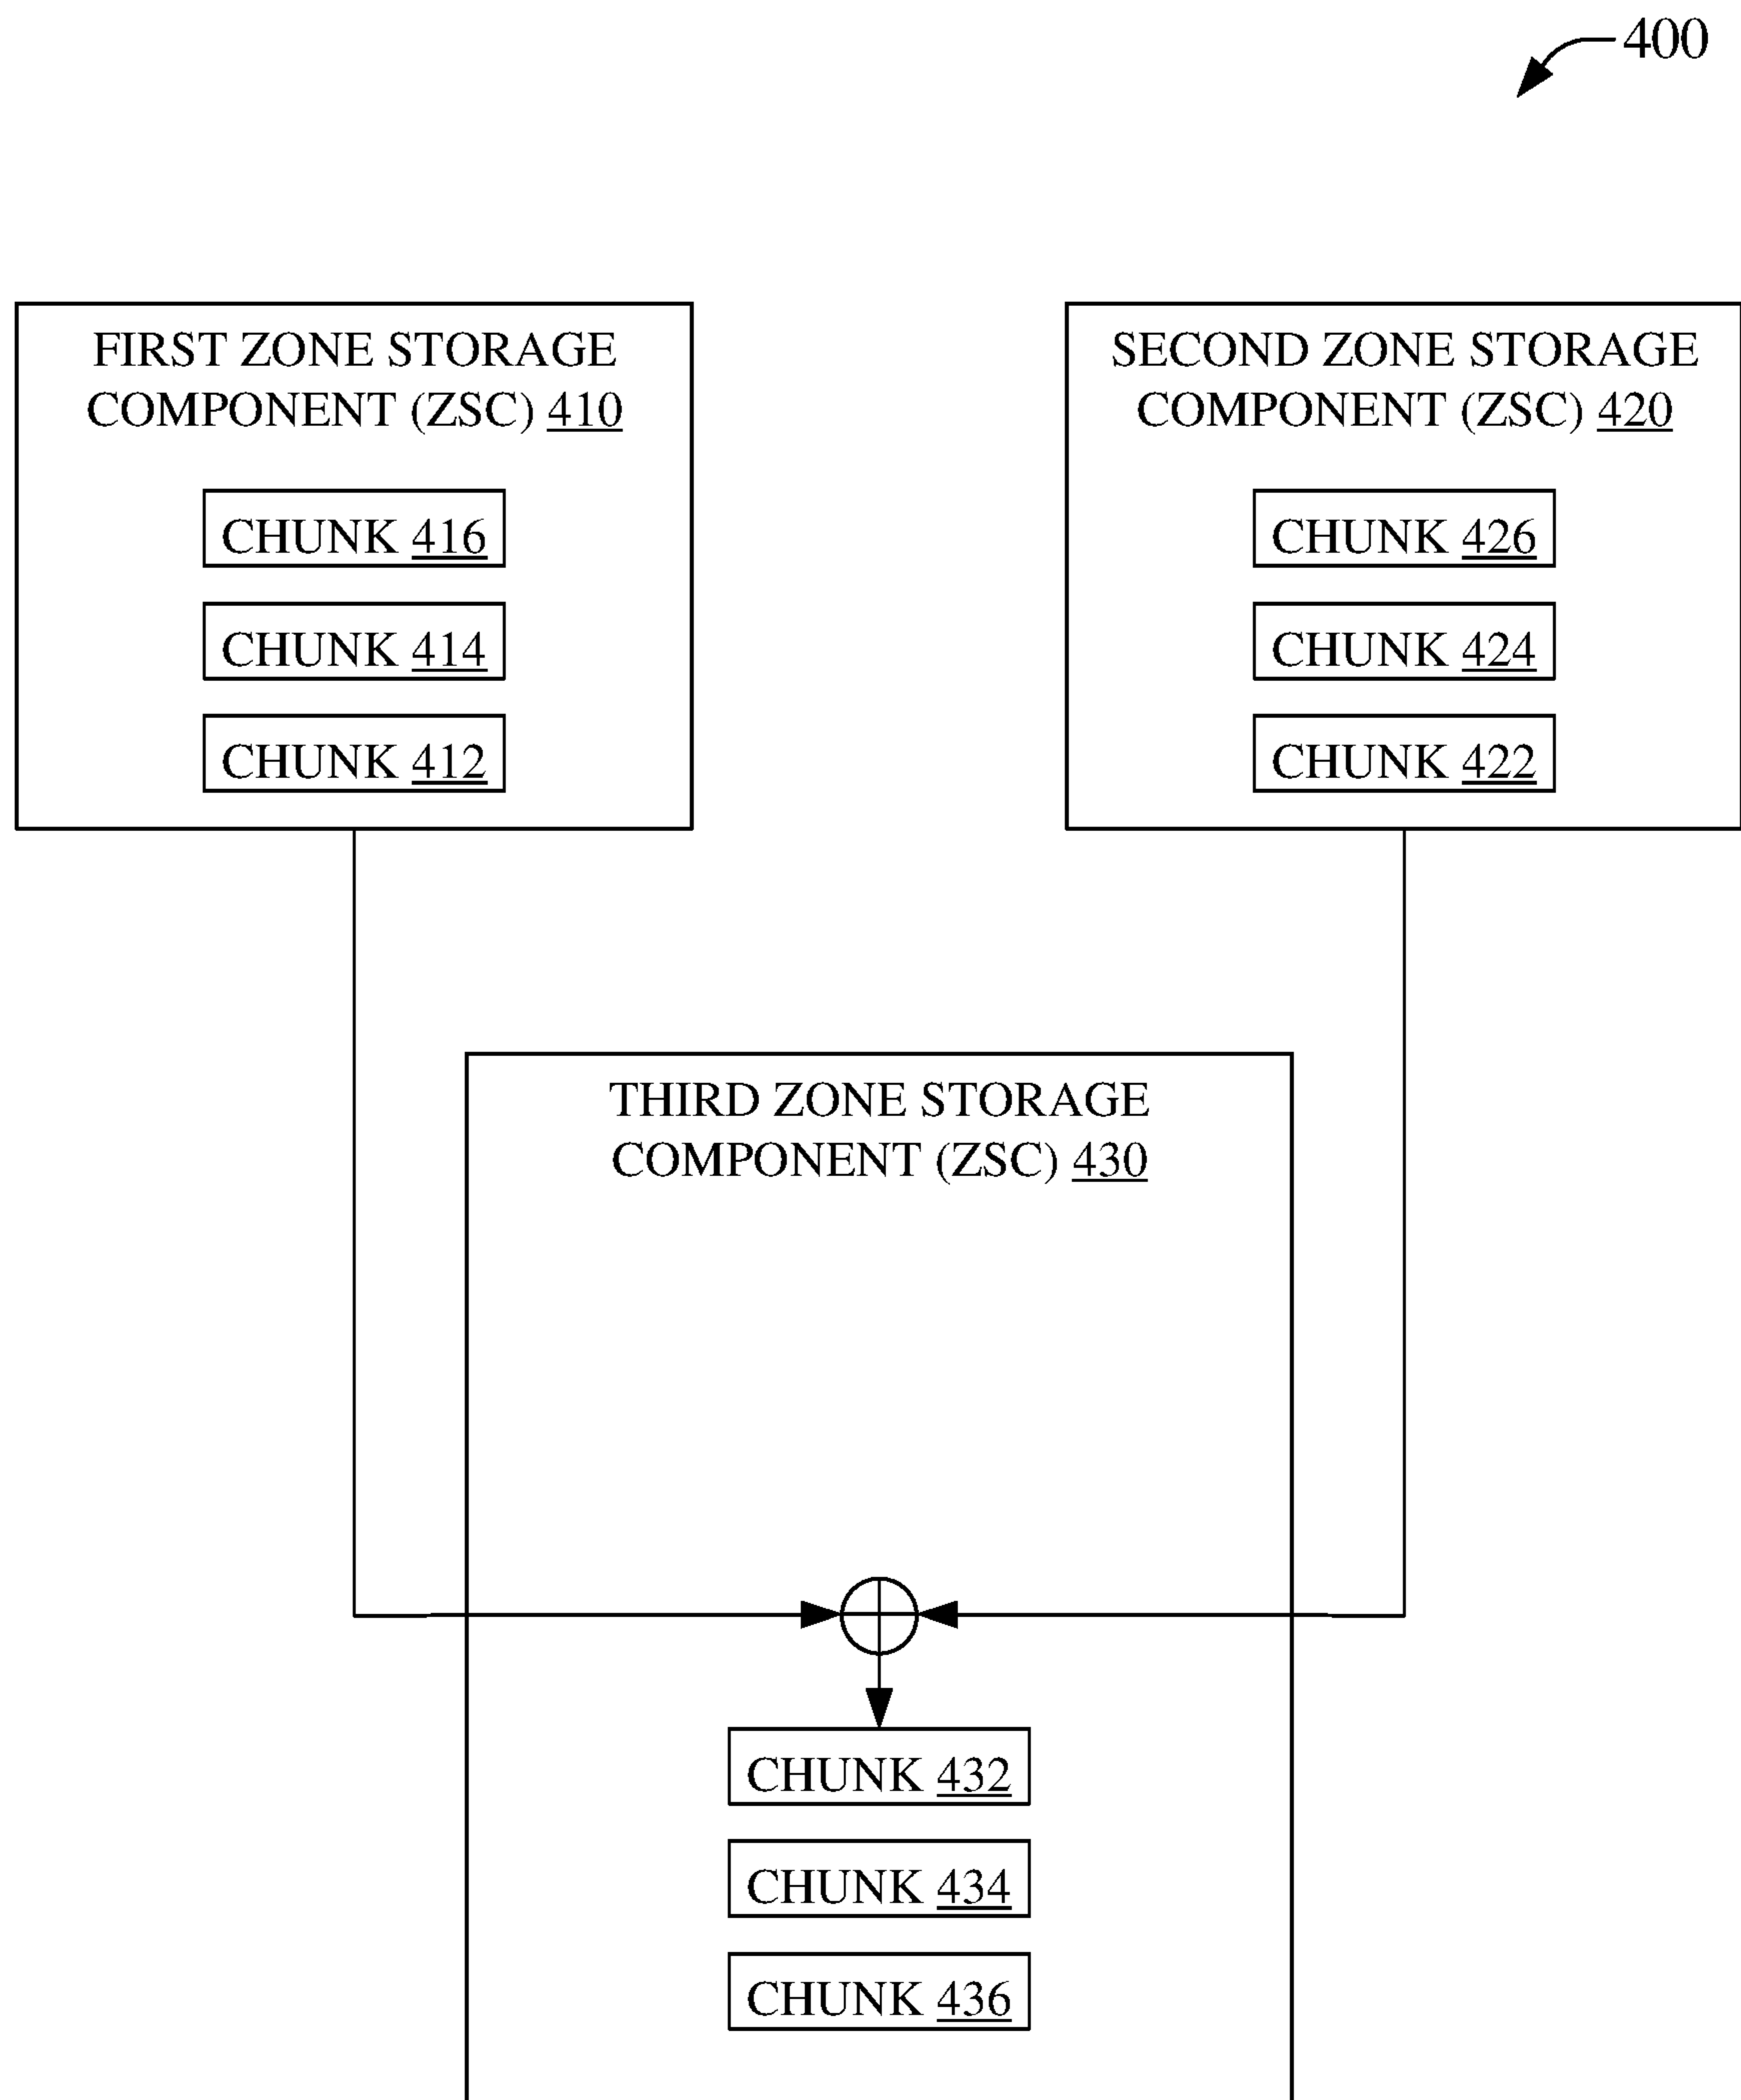 400
FIRST ZONE STORAGE
COMPONENT (ZSC) 410
CHUNK 416
CHUNK 414
CHUNK 412
SECOND ZONE STORAGE
COMPONENT (ZSC) 420
CHUNK 426
CHUNK 424
CHUNK 422
THIRD ZONE STORAGE
COMPONENT (ZSC) 430
CHUNK 432
CHUNK 434
CHUNK 436